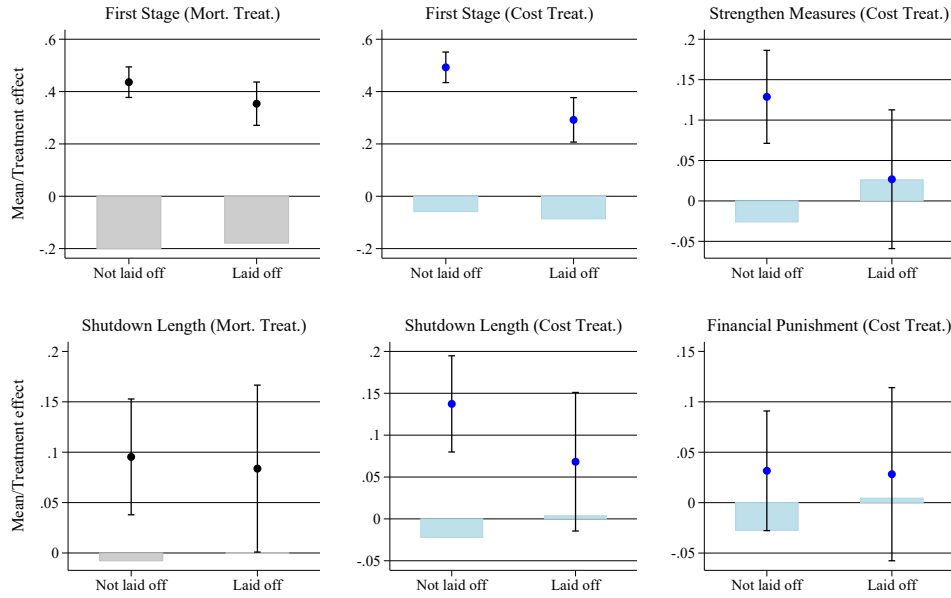 First Stage (Mort. Treat.)
Mean/Treatment effect
.6
.4
.2
0
-.2
Not laid off Laid off
First Stage (Cost Treat.)
.6
.4
.2
0
-.2
Not laid off Laid off
Strengthen Measures (Cost Treat.)
.2
.15
.1
.05
0
-.05
Not laid off Laid off
Shutdown Length (Mort. Treat.)
Mean/Treatment effect
.2
.15
.1
.05
0
Not laid off Laid off
Shutdown Length (Cost Treat.)
.2
.15
.1
.05
0
-.05
Not laid off Laid off
Financial Punishment (Cost Treat.)
.15
.1
.05
0
-.05
Not laid off Laid off